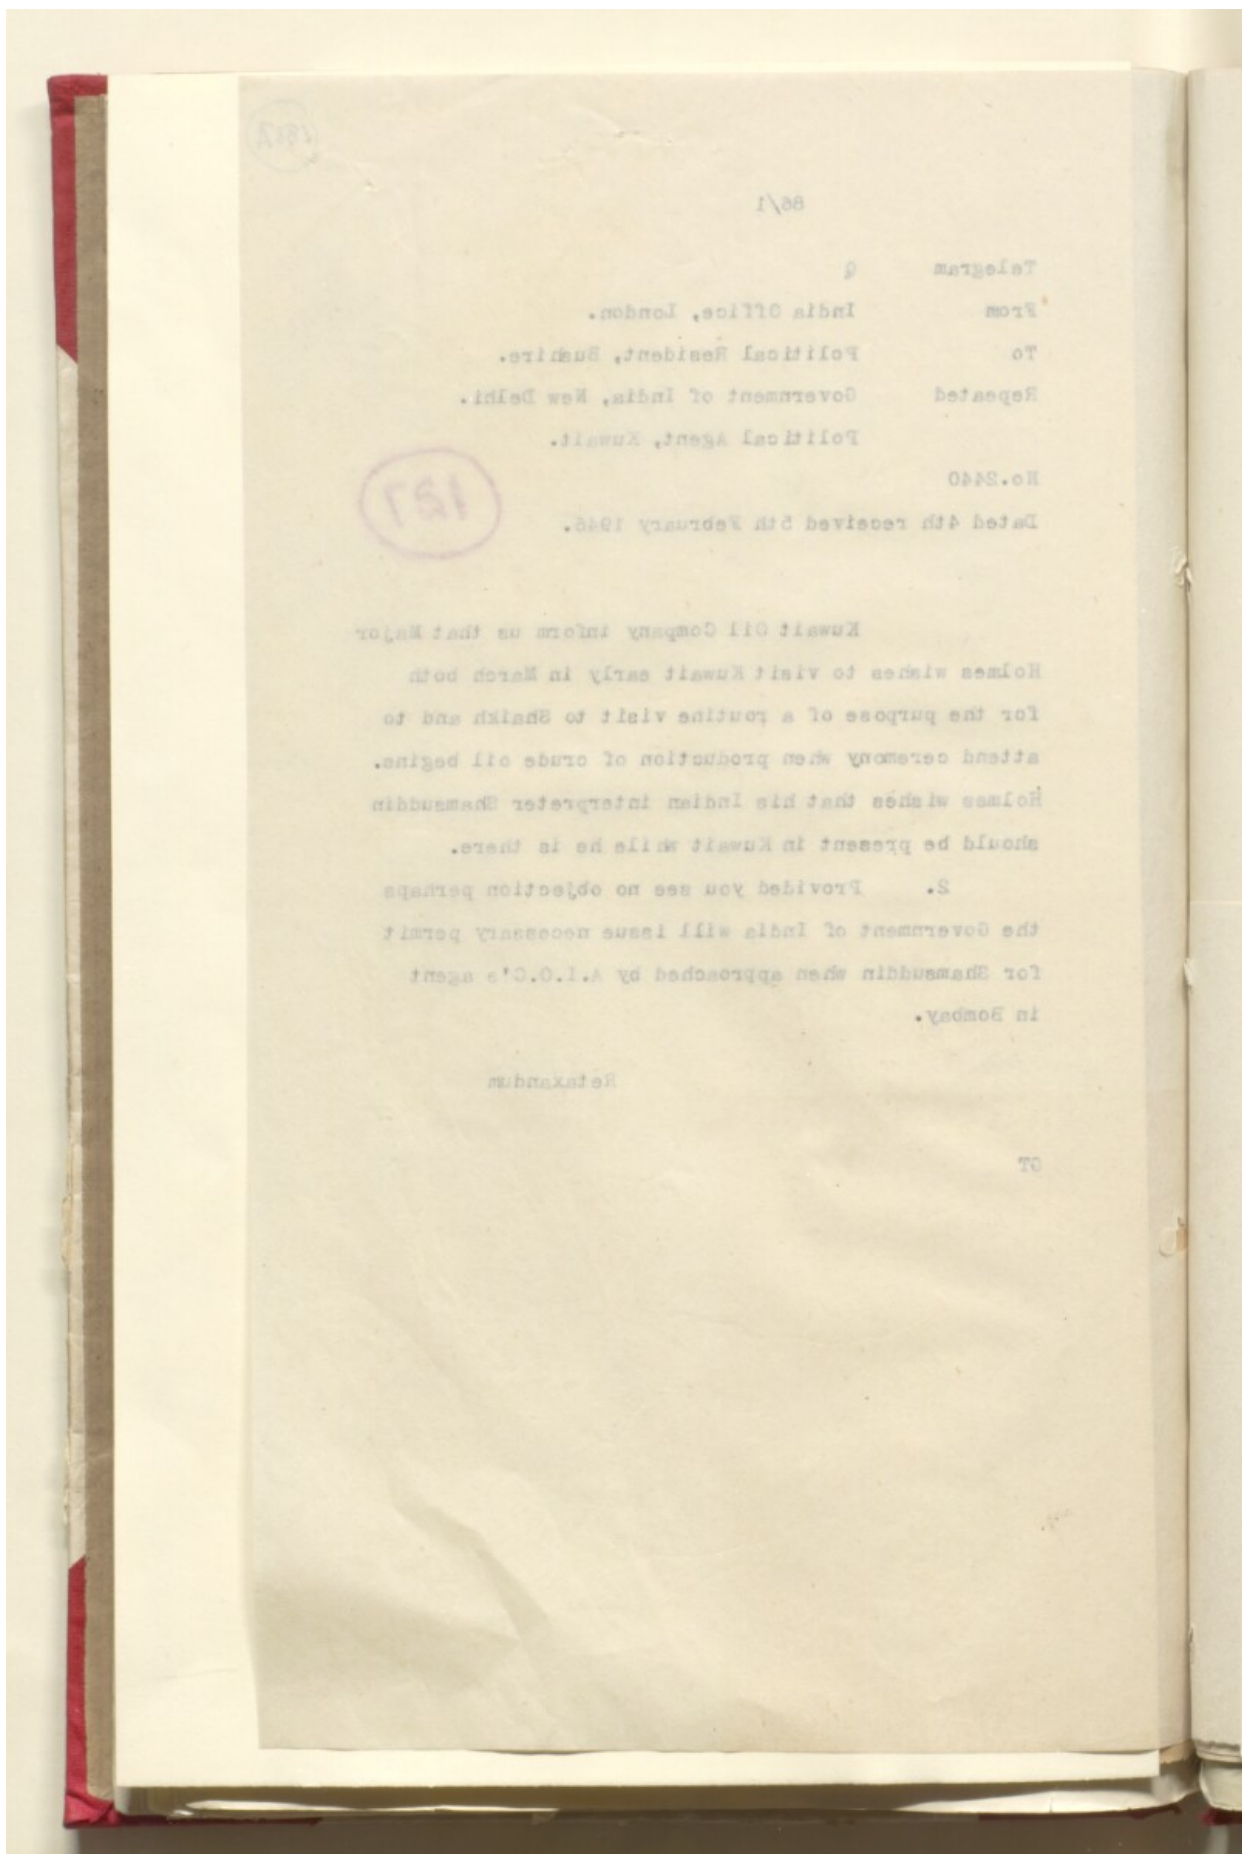 86/1
Telegram Q
From India Office, London.
To Political Resident, Bushire.
Repeated Government of India, New Delhi.
Political Agent, Kuwait.
No.2440
Dated 4th received 5th February 1946.
127
Kuwait Oil Company inform us that Major
Holmes wishes to visit Kuwait early in March both
for the purpose of a routine visit to Shaikh and to
attend ceremony when production of crude oil begins.
Holmes wishes that his Indian interpreter Shamsuddin
should be present in Kuwait while he is there.
2. Provided you see no objection perhaps
the Government of India will issue necessary permit
for Shamsuddin when approached by A.I.O.C's agent
in Bombay.
Retaxandum
GT